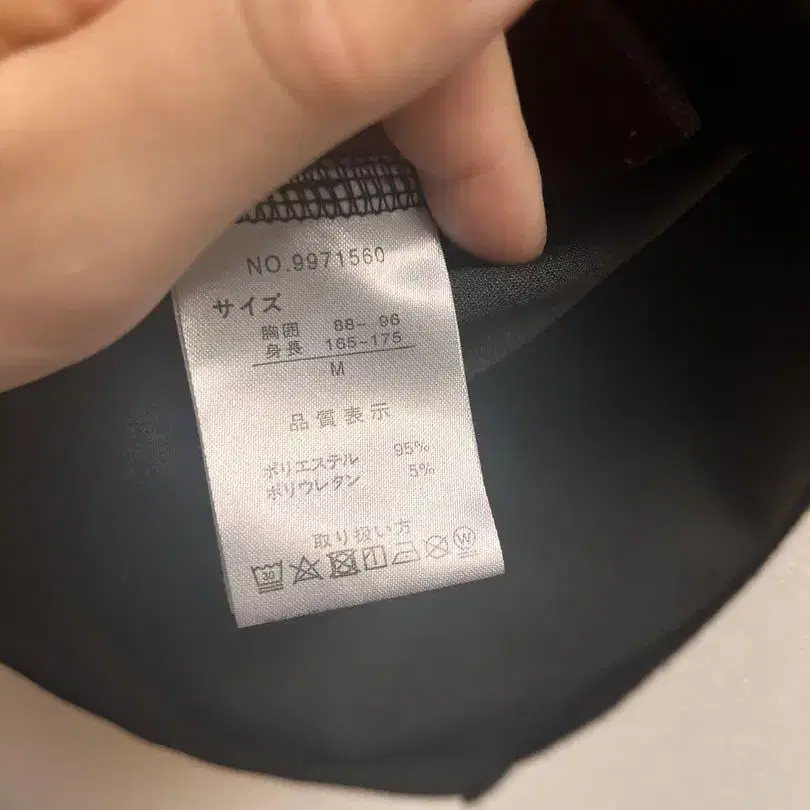 NO.9971560
サイズ
胸囲 88- 96
身長 165-175
M
品質表示
ポリエステル 95%
ポリウレタン 5%
取り扱い方
30 W